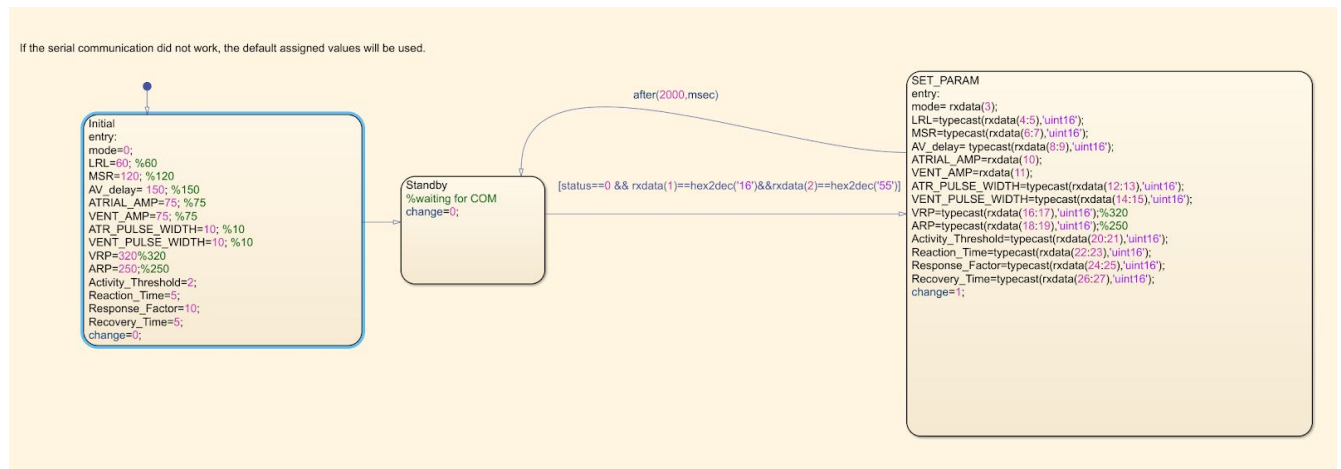 If the serial communication did not work, the default assigned values will be used.
Initial
entry:
mode=0;
LRL=60; %60
MSR=120; %120
AV_delay= 150; %150
ATRIAL_AMP=75; %75
VENT_AMP=75; %75
ATR_PULSE_WIDTH=10; %10
VENT_PULSE_WIDTH=10; %10
VRP=320%320
ARP=250;%250
Activity_Threshold=2;
Reaction_Time=5;
Response_Factor=10;
Recovery_Time=5;
change=0;
Standby
%waiting for COM
change=0;
after(2000,msec)
[status==0 && rxdata(1)==hex2dec('16')&&rxdata(2)==hex2dec('55')]
SET_PARAM
entry:
mode= rxdata(3);
LRL=typecast(rxdata(4:5),'uint16');
MSR=typecast(rxdata(6:7),'uint16');
AV_delay= typecast(rxdata(8:9),'uint16');
ATRIAL_AMP=rxdata(10);
VENT_AMP=rxdata(11);
ATR_PULSE_WIDTH=typecast(rxdata(12:13),'uint16');
VENT_PULSE_WIDTH=typecast(rxdata(14:15),'uint16');
VRP=typecast(rxdata(16:17),'uint16');%320
ARP=typecast(rxdata(18:19),'uint16');%250
Activity_Threshold=typecast(rxdata(20:21),'uint16');
Reaction_Time=typecast(rxdata(22:23),'uint16');
Response_Factor=typecast(rxdata(24:25),'uint16');
Recovery_Time=typecast(rxdata(26:27),'uint16');
change=1;